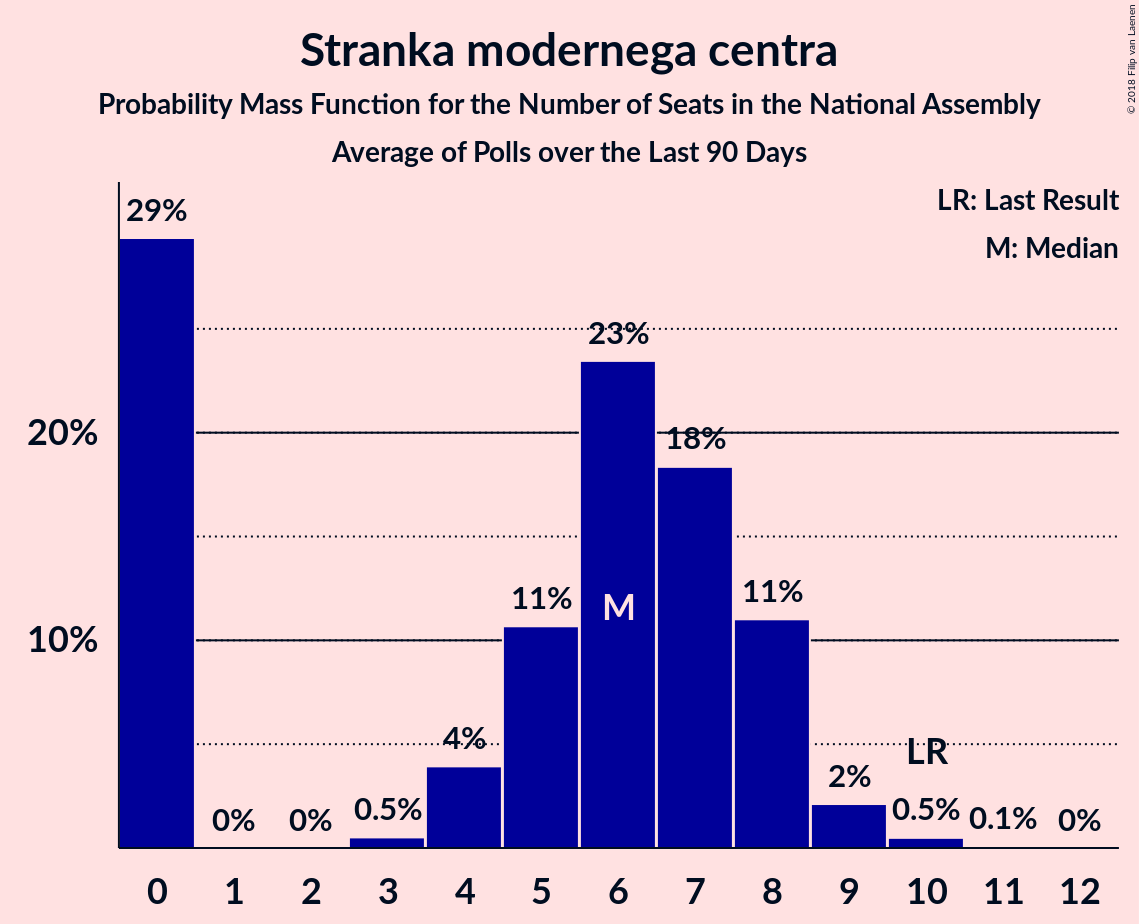 Stranka modernega centra
Probability Mass Function for the Number of Seats in the National Assembly
Average of Polls over the Last 90 Days
© 2018 Filip van Laenen
LR: Last Result
M: Median
29%
23%
20%
18%
11%
11%
M
10%
4%
LR
2%
0%
0%
0.5%
0.5%
0.1%
0%
0 1 2 3 4 5 6 7 8 9 10 11 12